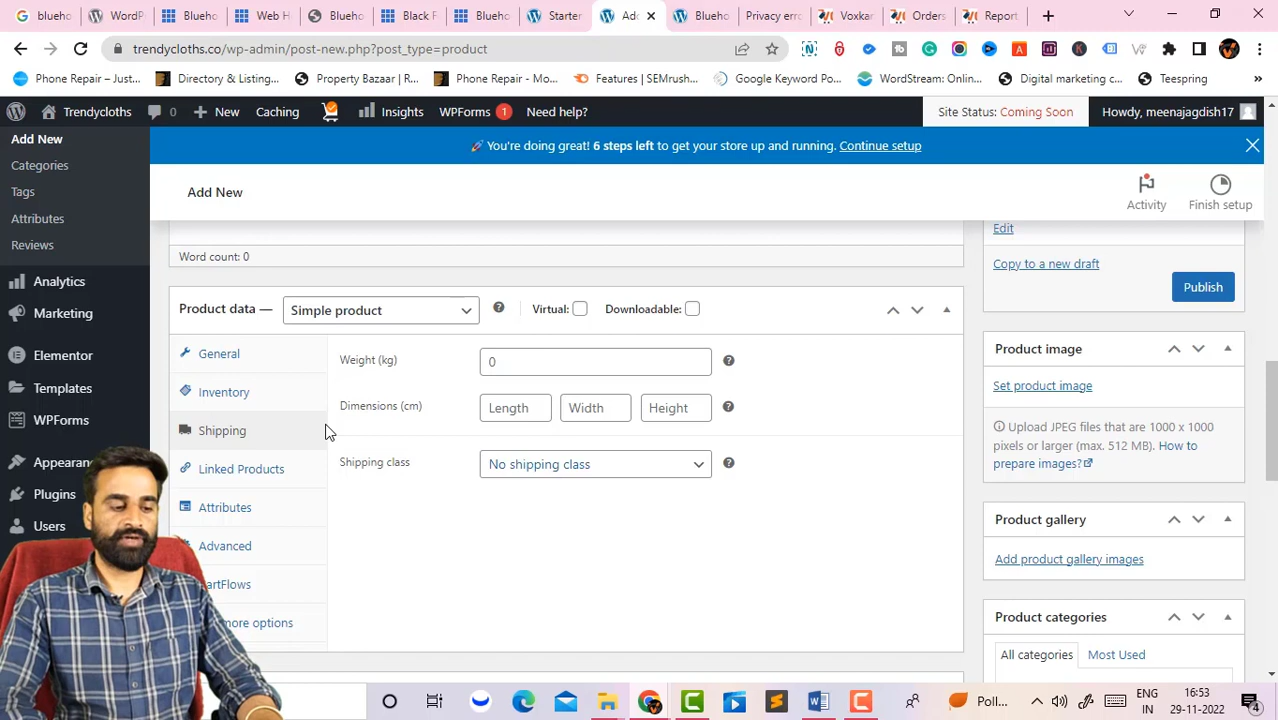 blueho
WordP
Blueho
Web H
Blueho
Black F
Blueho
Starter
Add
Blueh
Privacy erro
Voxka
Orders
Report
trendycloths.co/wp-admin/post-new.php?post_type=product
Phone Repair – Just...
Directory & Listing...
Property Bazaar | R...
Phone Repair - Mo...
Features | SEMrush...
Google Keyword Po...
WordStream: Onlin...
Digital marketing c...
Teespring
Trendycloths
0
New
Caching
Insights
WPForms
1
Need help?
Site Status: Coming Soon
Howdy, meenajagdish17
Add New
Categories
Tags
Attributes
Reviews
Analytics
Marketing
Elementor
Templates
WPForms
Appearanc
Plugins
Users
🚀 You're doing great! 6 steps left to get your store up and running. Continue setup
Add New
Activity
Finish setup
Word count: 0
Product data —
Simple product
Virtual:
Downloadable:
General
Inventory
Shipping
Linked Products
Attributes
Advanced
artFlows
more options
Weight (kg)
0
Dimensions (cm)
Length
Width
Height
Shipping class
No shipping class
Edit
Copy to a new draft
Publish
Product image
Set product image
Upload JPEG files that are 1000 x 1000
pixels or larger (max. 512 MB). How to
prepare images?
Product gallery
Add product gallery images
Product categories
All categories
Most Used
Poll...
ENG
IN
16:53
29-11-2022
4